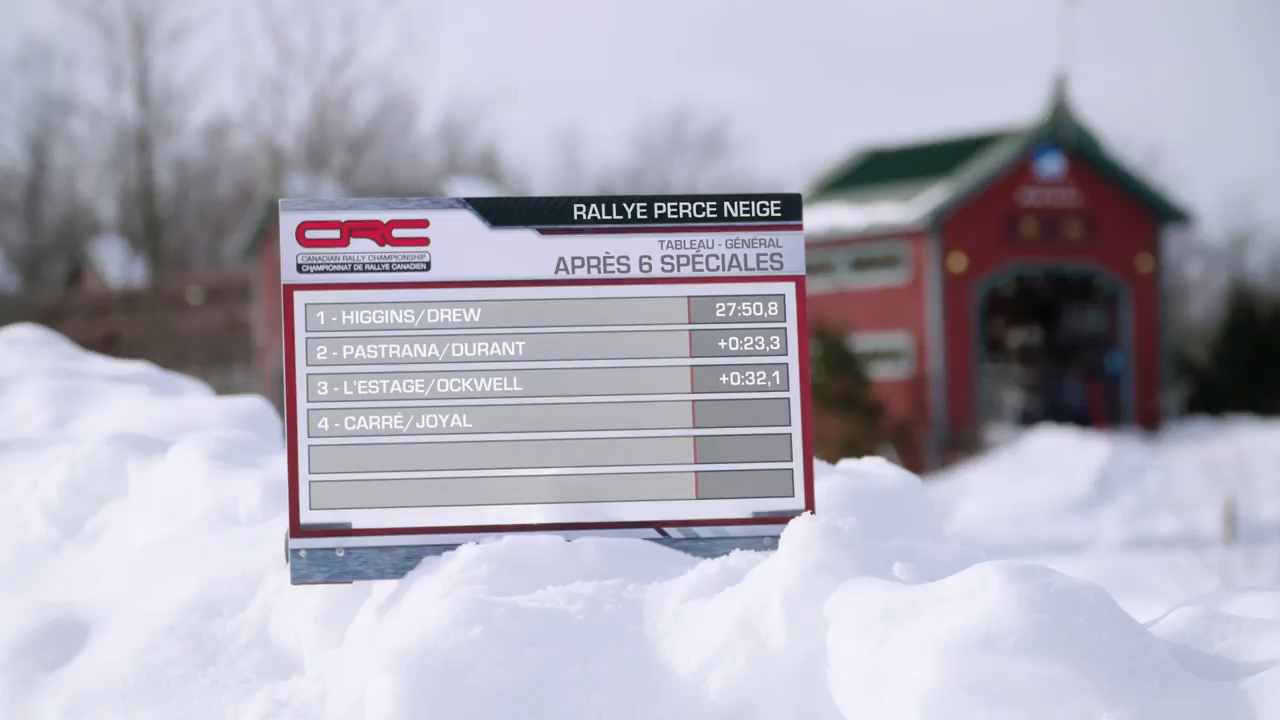 RALLYE PERCE NEIGE
CRC
CANADIAN RALLY CHAMPIONSHIP
CHAMPIONNAT DE RALLYE CANADIEN
TABLEAU - GÉNÉRAL
APRÈS 6 SPÉCIALES
1 - HIGGINS/DREW 27:50,8
2 - PASTRANA/DURANT +0:23,3
3 - L'ESTAGE/OCKWELL +0:32,1
4 - CARRÉ/JOYAL